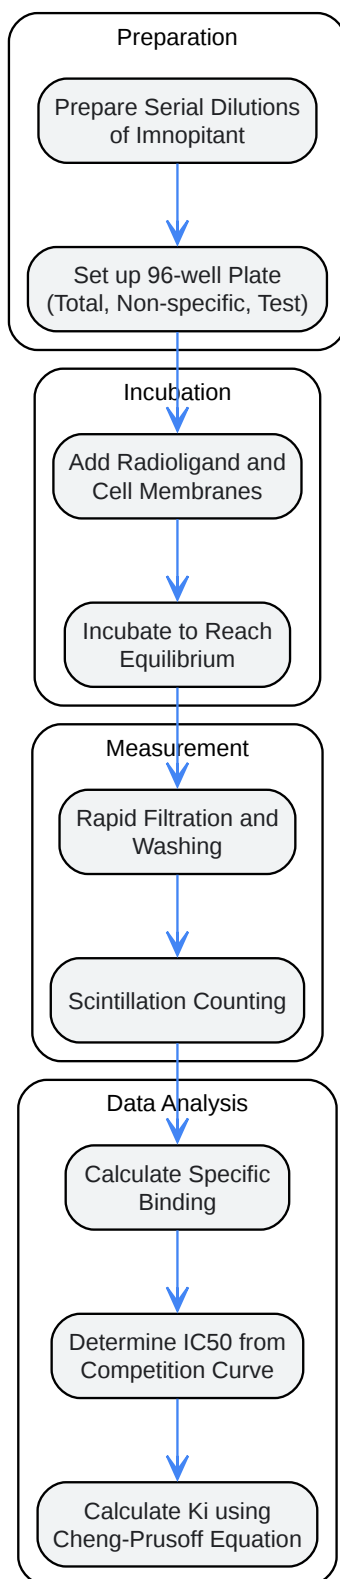 Preparation
Prepare Serial Dilutions
of Imnopitant
Set up 96-well Plate
(Total, Non-specific, Test)
Incubation
Add Radioligand and
Cell Membranes
Incubate to Reach
Equilibrium
Measurement
Rapid Filtration and
Washing
Scintillation Counting
Data Analysis
Calculate Specific
Binding
Determine IC50 from
Competition Curve
Calculate Ki using
Cheng-Prusoff Equation